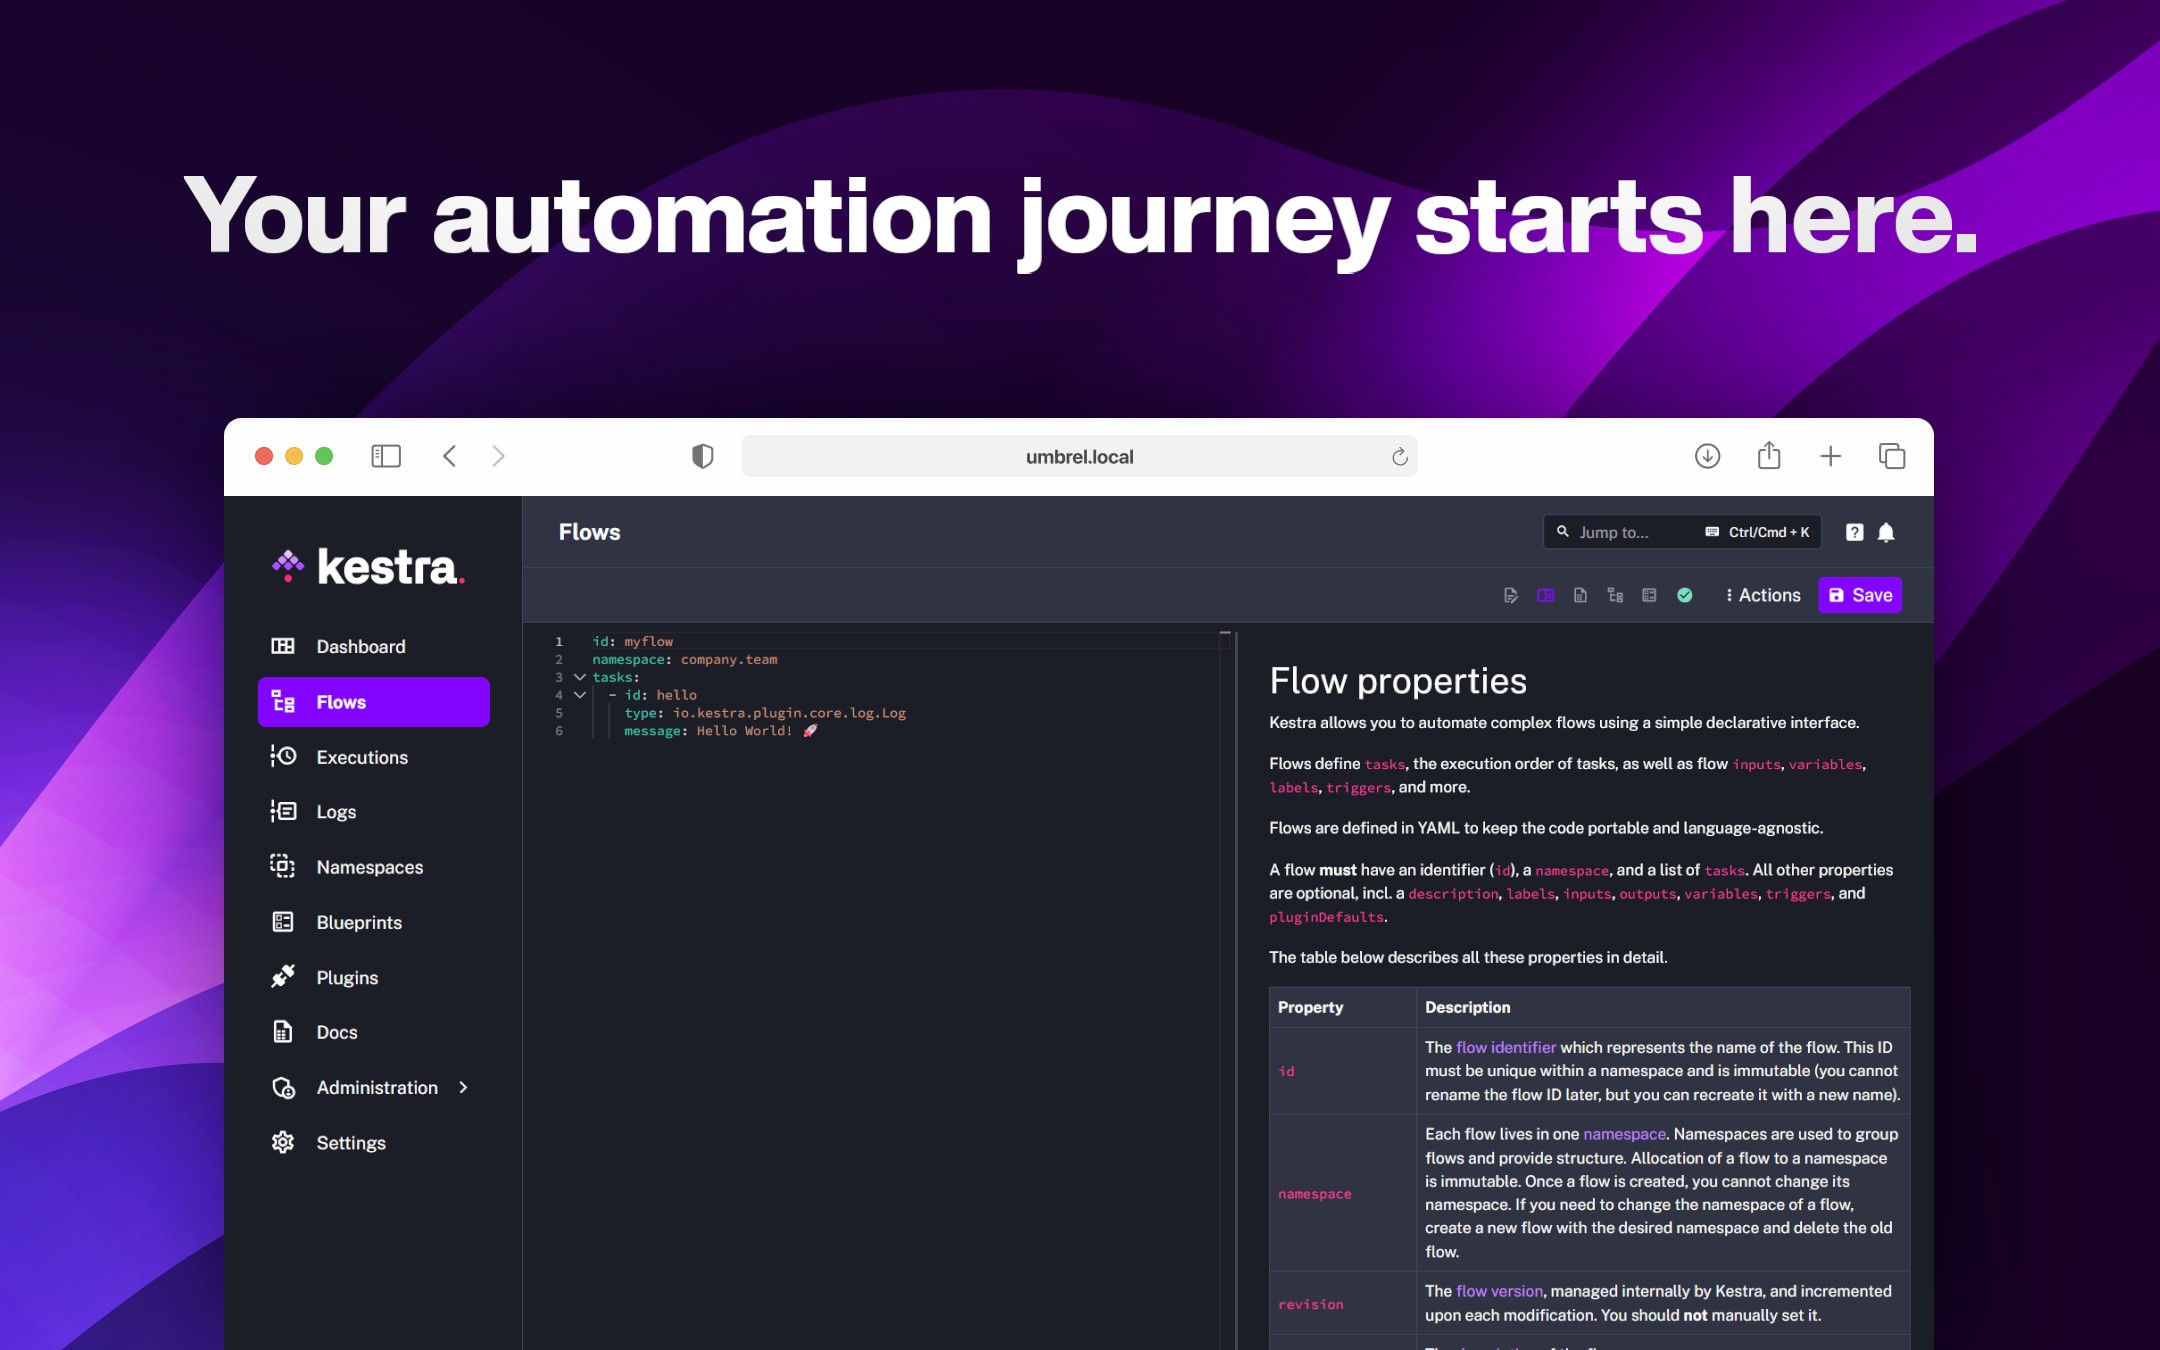 Your automation journey starts here.
umbrel.local
kestra.
Dashboard
Flows
Executions
Logs
Namespaces
Blueprints
Plugins
Docs
Administration
Settings
Flows
Jump to...
Ctrl/Cmd + K
Actions
Save
1 id: myflow
2 namespace: company.team
3 tasks:
4 - id: hello
5 type: io.kestra.plugin.core.log.Log
6 message: Hello World! 🚀
Flow properties
Kestra allows you to automate complex flows using a simple declarative interface.
Flows define tasks, the execution order of tasks, as well as flow inputs, variables,
labels, triggers, and more.
Flows are defined in YAML to keep the code portable and language-agnostic.
A flow must have an identifier (id), a namespace, and a list of tasks. All other properties
are optional, incl. a description, labels, inputs, outputs, variables, triggers, and
pluginDefaults.
The table below describes all these properties in detail.
Property Description
id
The flow identifier which represents the name of the flow. This ID
must be unique within a namespace and is immutable (you cannot
rename the flow ID later, but you can recreate it with a new name).
namespace
Each flow lives in one namespace. Namespaces are used to group
flows and provide structure. Allocation of a flow to a namespace
is immutable. Once a flow is created, you cannot change its
namespace. If you need to change the namespace of a flow,
create a new flow with the desired namespace and delete the old
flow.
revision
The flow version, managed internally by Kestra, and incremented
upon each modification. You should not manually set it.